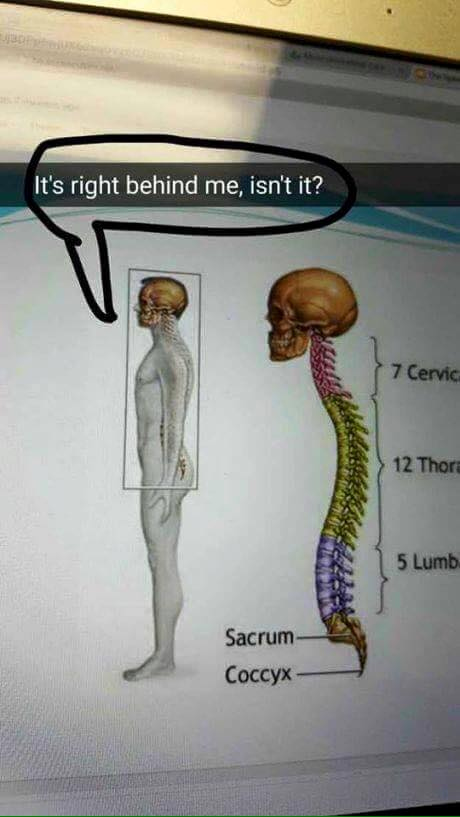 It's right behind me, isn't it?
7 Cervic
12 Thora
5 Lumb
Sacrum
Coccyx